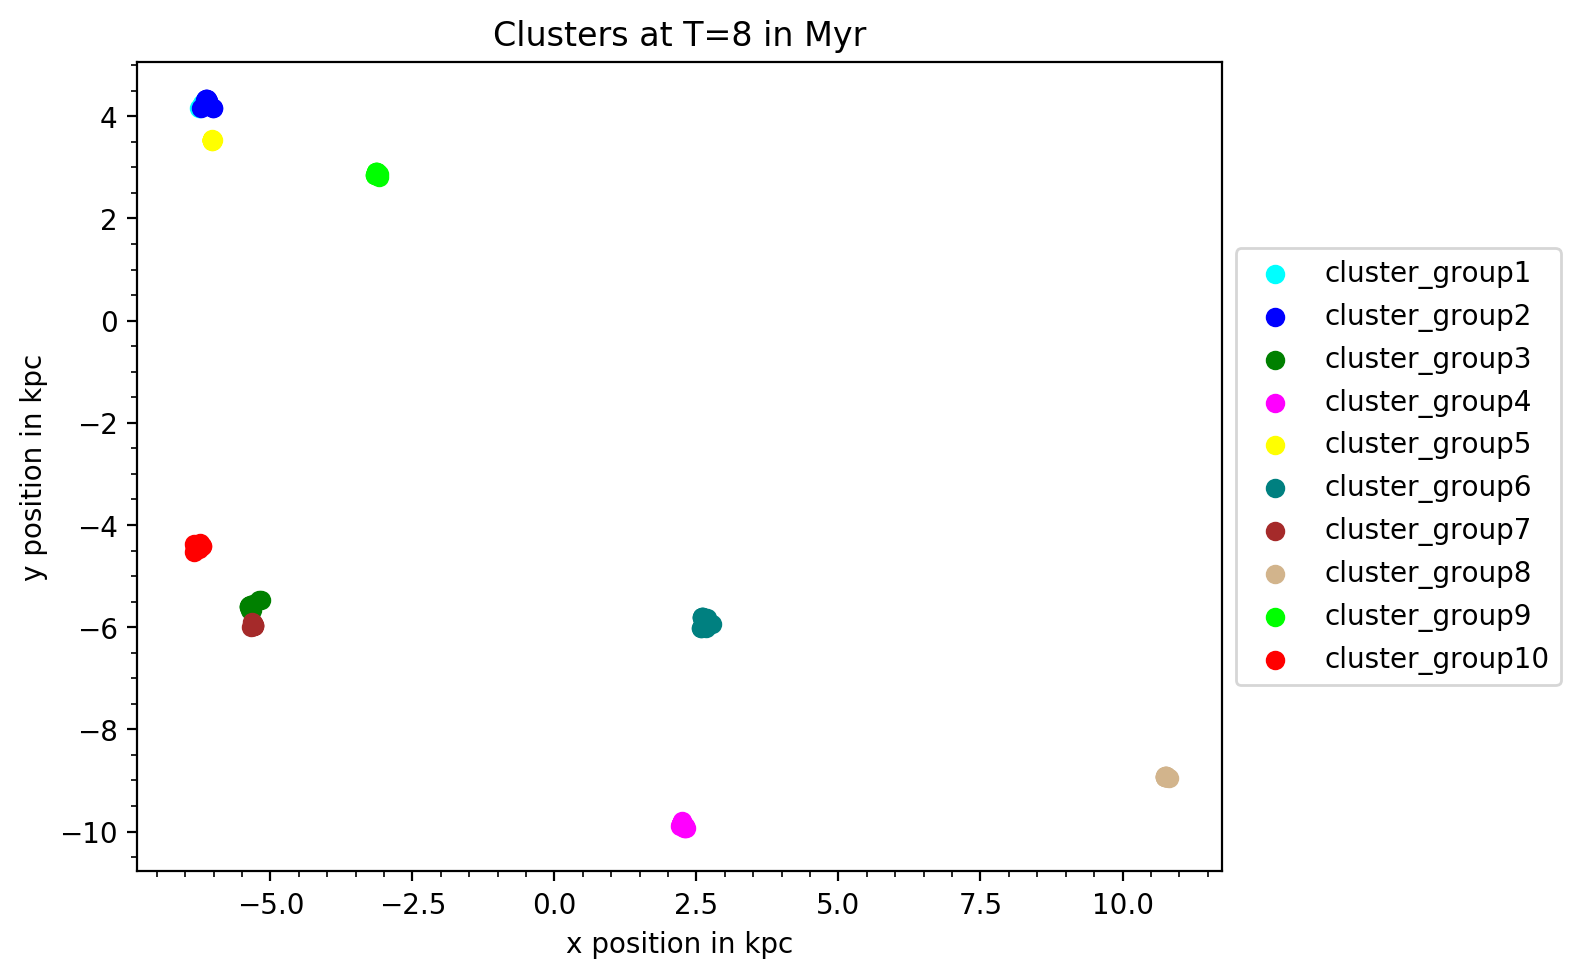 Clusters at T=8 in Myr
4
2
0
−2
−4
−6
−8
−10
y position in kpc
−5.0
−2.5
0.0
2.5
5.0
7.5
10.0
x position in kpc
cluster_group1
cluster_group2
cluster_group3
cluster_group4
cluster_group5
cluster_group6
cluster_group7
cluster_group8
cluster_group9
cluster_group10